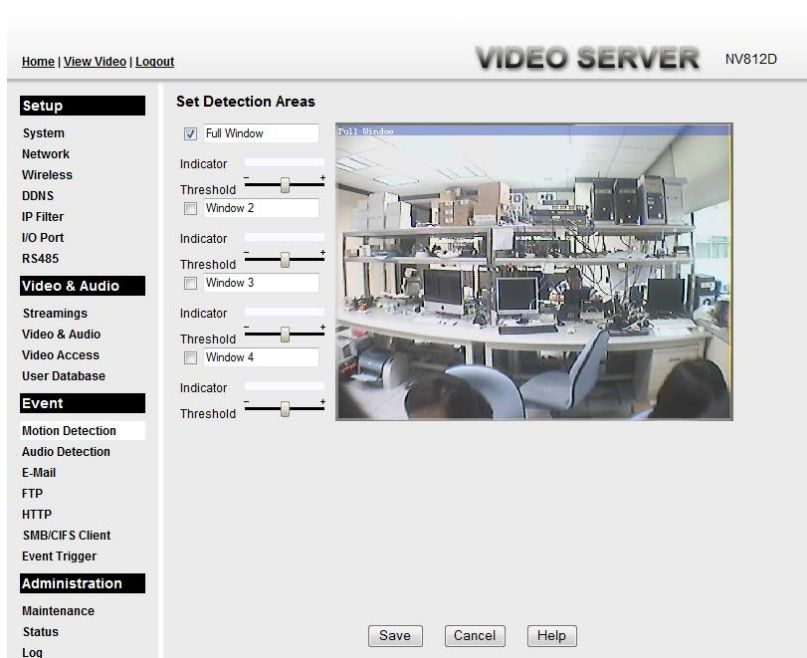 Home | View Video | Logout
VIDEO SERVER NV812D
Setup
System
Network
Wireless
DDNS
IP Filter
I/O Port
RS485
Video & Audio
Streamings
Video & Audio
Video Access
User Database
Event
Motion Detection
Audio Detection
E-Mail
FTP
HTTP
SMB/CIFS Client
Event Trigger
Administration
Maintenance
Status
Log
Set Detection Areas
Full Window
Indicator
Threshold - +
Window 2
Indicator
Threshold - +
Window 3
Indicator
Threshold - +
Window 4
Indicator
Threshold - +
Full Window
Save Cancel Help